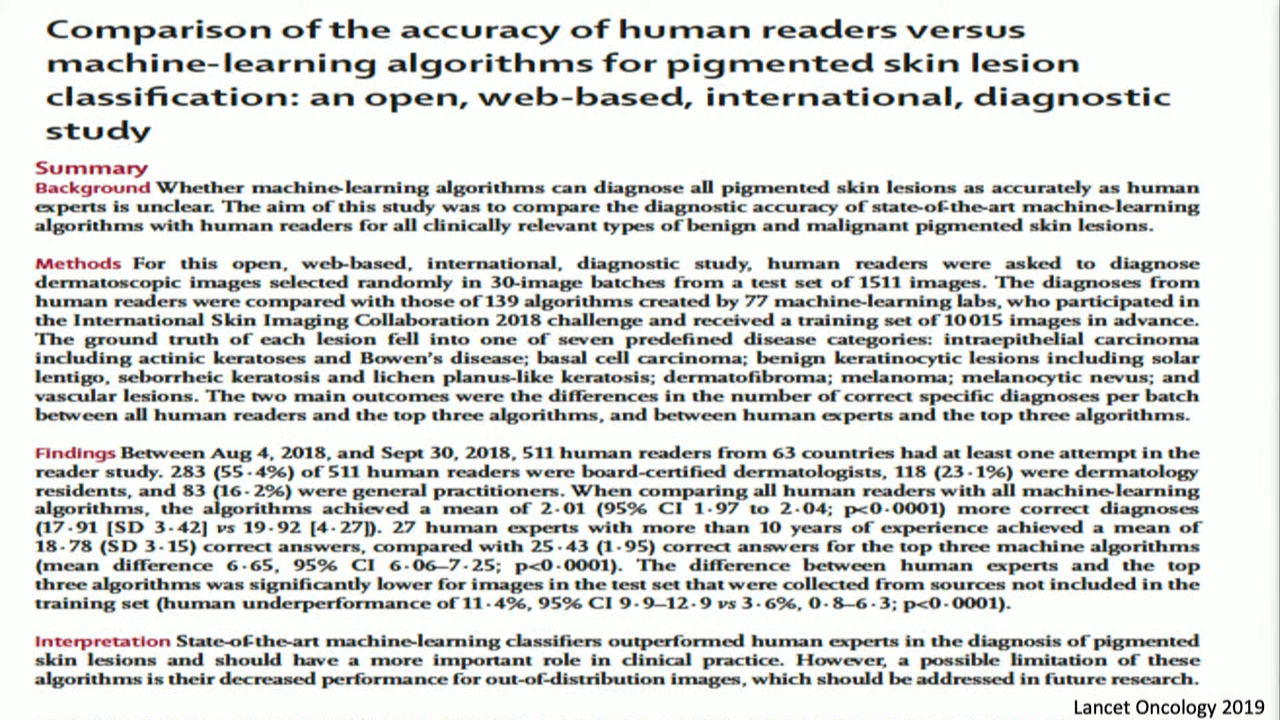 Comparison of the accuracy of human readers versus
machine-learning algorithms for pigmented skin lesion
classification: an open, web-based, international, diagnostic
study
Summary
Background Whether machine-learning algorithms can diagnose all pigmented skin lesions as accurately as human
experts is unclear. The aim of this study was to compare the diagnostic accuracy of state-of-the-art machine-learning
algorithms with human readers for all clinically relevant types of benign and malignant pigmented skin lesions.
Methods For this open, web-based, international, diagnostic study, human readers were asked to diagnose
dermatoscopic images selected randomly in 30-image batches from a test set of 1511 images. The diagnoses from
human readers were compared with those of 139 algorithms created by 77 machine-learning labs, who participated in
the International Skin Imaging Collaboration 2018 challenge and received a training set of 10 015 images in advance.
The ground truth of each lesion fell into one of seven predefined disease categories: intraepithelial carcinoma
including actinic keratoses and Bowen's disease; basal cell carcinoma; benign keratinocytic lesions including solar
lentigo, seborrheic keratosis and lichen planus-like keratosis; dermatofibroma; melanoma; melanocytic nevus; and
vascular lesions. The two main outcomes were the differences in the number of correct specific diagnoses per batch
between all human readers and the top three algorithms, and between human experts and the top three algorithms.
Findings Between Aug 4, 2018, and Sept 30, 2018, 511 human readers from 63 countries had at least one attempt in the
reader study. 283 (55·4%) of 511 human readers were board-certified dermatologists, 118 (23·1%) were dermatology
residents, and 83 (16·2%) were general practitioners. When comparing all human readers with all machine-learning
algorithms, the algorithms achieved a mean of 2·01 (95% CI 1·97 to 2·04; p<0·0001) more correct diagnoses
(17·91 [SD 3·42] vs 19·92 [4·27]). 27 human experts with more than 10 years of experience achieved a mean of
18·78 (SD 3·15) correct answers, compared with 25·43 (1·95) correct answers for the top three machine algorithms
(mean difference 6·65, 95% CI 6·06–7·25; p<0·0001). The difference between human experts and the top
three algorithms was significantly lower for images in the test set that were collected from sources not included in the
training set (human underperformance of 11·4%, 95% CI 9·9–12·9 vs 3·6%, 0·8–6·3; p<0·0001).
Interpretation State-of-the-art machine-learning classifiers outperformed human experts in the diagnosis of pigmented
skin lesions and should have a more important role in clinical practice. However, a possible limitation of these
algorithms is their decreased performance for out-of-distribution images, which should be addressed in future research.
Lancet Oncology 2019